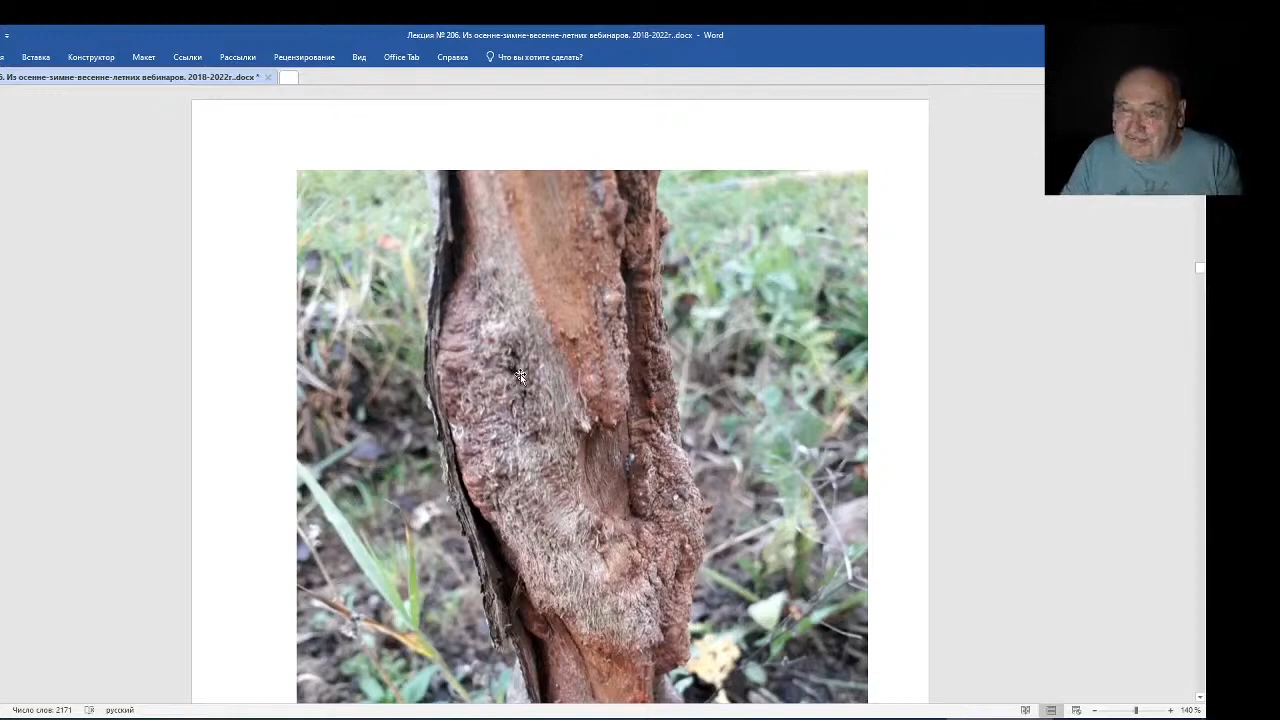 Лекция № 206. Из осенне-зимне-весенне-летних вебинаров. 2018-2022г..docx - Word
я Вставка Конструктор Макет Ссылки Рассылки Рецензирование Вид Office Tab Справка Что вы хотите сделать?
6. Из осенне-зимне-весенне-летних вебинаров. 2018-2022г..docx *
Число слов: 2171 русский 140 %